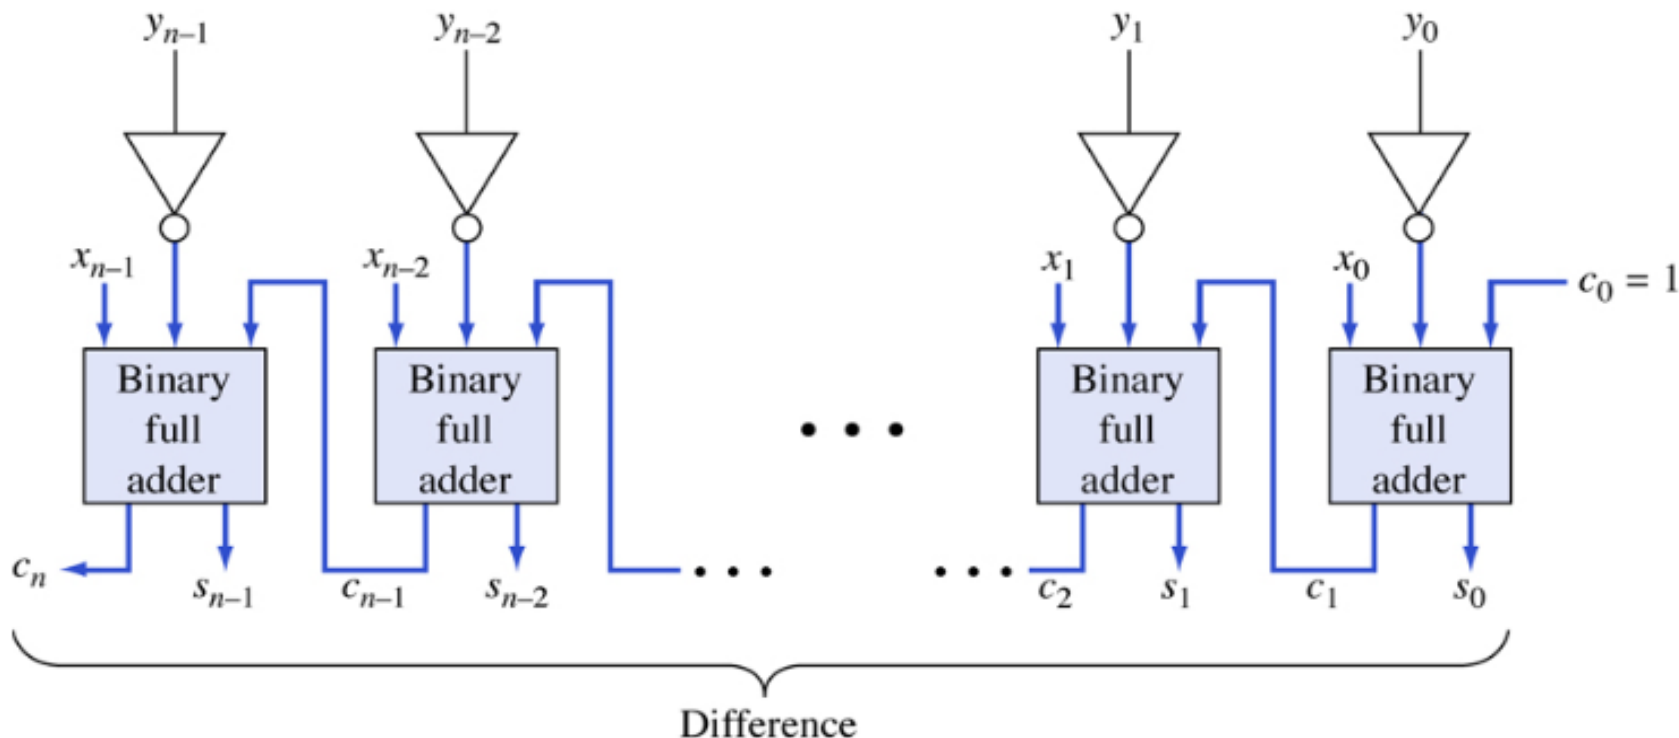 yₙ₋₁ yₙ₋₂ y₁ y₀
xₙ₋₁ xₙ₋₂ x₁ x₀ c₀ = 1
Binary Binary Binary Binary
full full full full
adder adder adder adder
cₙ sₙ₋₁ cₙ₋₁ sₙ₋₂ c₂ s₁ c₁ s₀
Difference